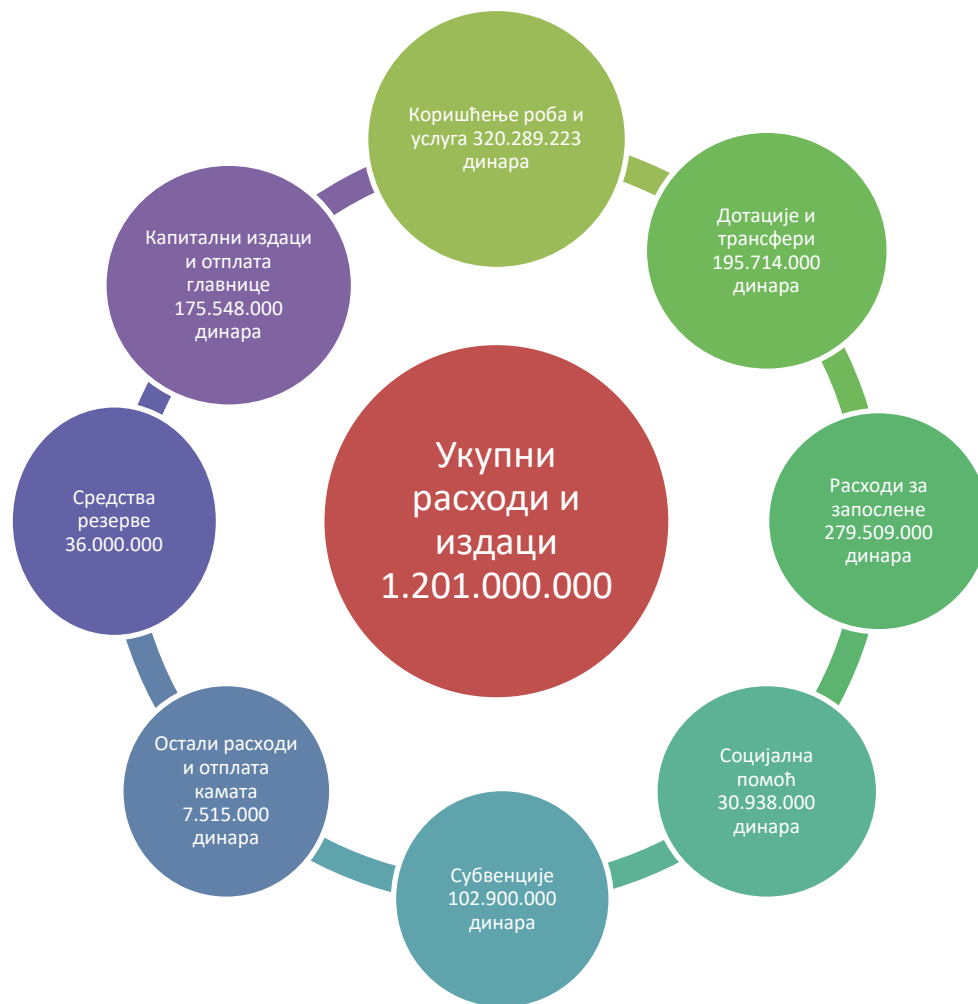 Коришћење роба и
услуга 320.289.223
динара
Дотације и
трансфери
195.714.000
динара
Расходи за
запослене
279.509.000
динара
Социјална
помоћ
30.938.000
динара
Субвенције
102.900.000
динара
Остали расходи
и отплата
камата
7.515.000
динара
Средства
резерве
36.000.000
Капитални издаци
и отплата
главнице
175.548.000
динара
Укупни
расходи и
издаци
1.201.000.000